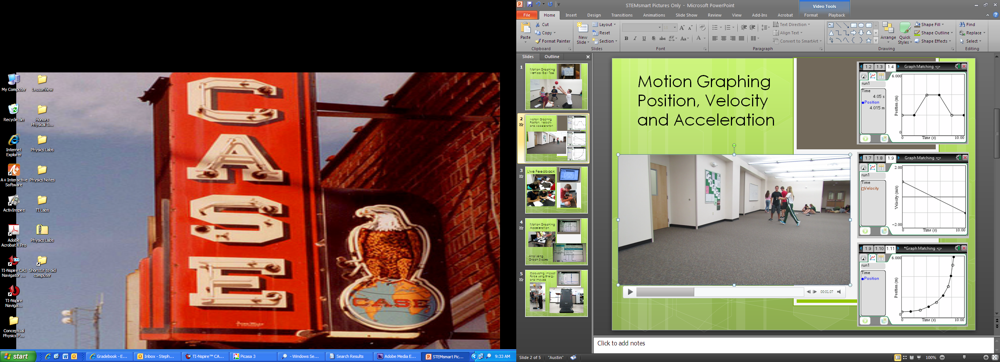 My Computer
LessonView
Recycle Bin
Honors
Physical S...
Internet
Explorer
Physics Labs
A+ Interactive
Software
Physics Notes
ActivInspire
TI Labs
Adobe
Acrobat X Pro
Physics Labs
TI-Nspire CAS
Navigator ...
Shortcut to old
computer
TI-Nspire
Naviga...
Conceptual
Physics P...
CASE
CASE
start
Gradebook - E...
Inbox - Steph...
TI-Nspire™ CA...
Picasa 3
- Windows Se...
Search Results
Adobe Media E...
STEMsmart Pic...
9:33 AM
STEMsmart Pictures Only - Microsoft PowerPoint
Video Tools
File Home Insert Design Transitions Animations Slide Show Review View Add-Ins Acrobat Format Playback
Paste
Cut
Copy
Format Painter
Clipboard
New
Slide
Layout
Reset
Section
Slides
Font
Text Direction
Align Text
Convert to SmartArt
Paragraph
Arrange
Quick
Styles
Shape Fill
Shape Outline
Shape Effects
Drawing
Find
Replace
Select
Editing
Slides Outline
1
Motion Graphing
Vertical Ball Toss
2
Motion Graphing
Position, Velocity
and Acceleration
3
Live Feedback
4
Motion Graphing
Acceleration
Analyzing
Graph Slopes
5
Calculating Impact
Force using Energy
and Impulse
Motion Graphing
Position, Velocity
and Acceleration
00:01.07
1.2 1.3 1.4 Graph Matching
run1
Time
4.05 s
Position
4.015 m
6.000
Position (m)
0
0 Time (s) 10.00
1.7 1.8 1.9 Graph Matching
run1
Time
Velocity
2.00
Velocity (m/s)
-2.00
0 Time (s) 10.00
1.9 1.10 1.11 *Graph Matching
run1
Time
Position
6.000
Position (m)
0
0 Time (s) 10.00
Click to add notes
Slide 2 of 5 "Austin" 100%